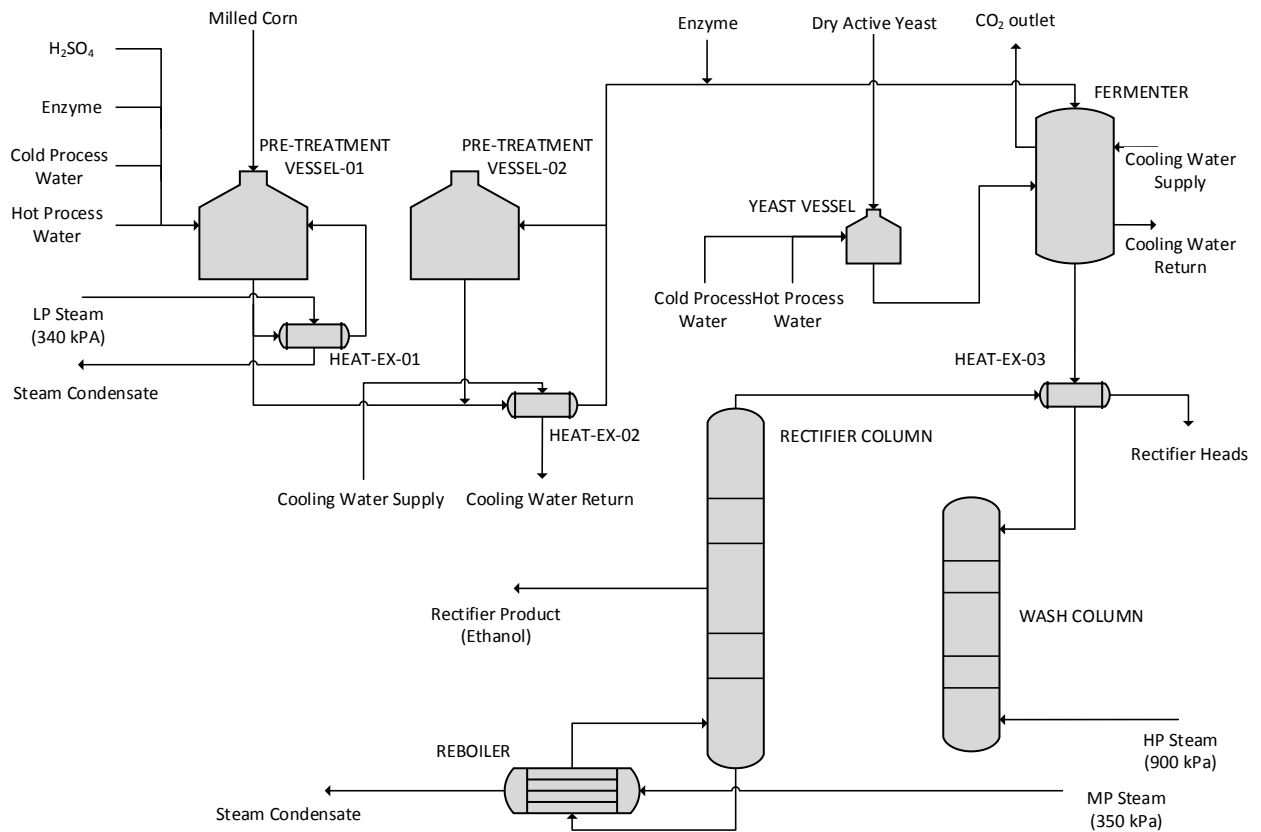 Milled Corn
H₂SO₄
Enzyme
Cold Process
Water
Hot Process
Water
PRE-TREATMENT
VESSEL-01
PRE-TREATMENT
VESSEL-02
Enzyme
Dry Active Yeast
CO₂ outlet
FERMENTER
Cooling Water
Supply
Cooling Water
Return
YEAST VESSEL
Cold Process
Water
Hot Process
Water
LP Steam
(340 kPA)
Steam Condensate
HEAT-EX-01
HEAT-EX-02
Cooling Water Supply
Cooling Water Return
HEAT-EX-03
Rectifier Heads
RECTIFIER COLUMN
Rectifier Product
(Ethanol)
WASH COLUMN
REBOILER
HP Steam
(900 kPa)
Steam Condensate
MP Steam
(350 kPa)